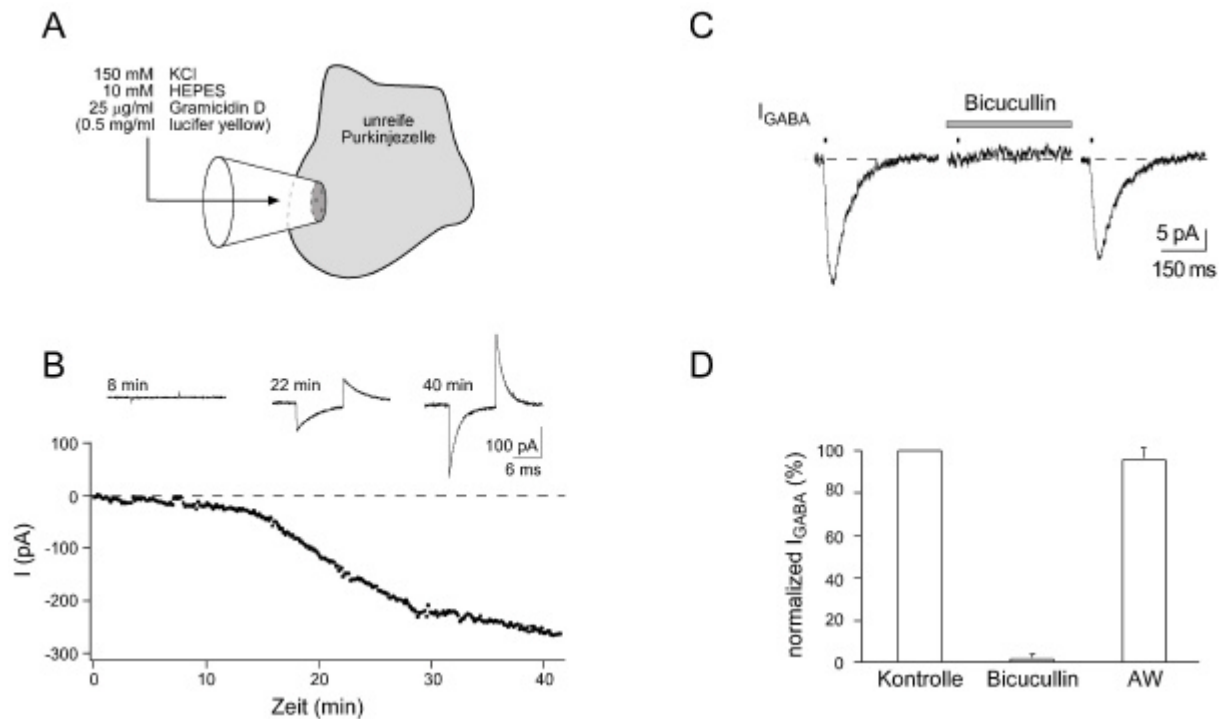 A
150 mM KCl
10 mM HEPES
25 µg/ml Gramicidin D
(0.5 mg/ml lucifer yellow)
unreife
Purkinjezelle
B
8 min
22 min
40 min
100 pA
6 ms
100
0
-100
-200
-300
I (pA)
0 10 20 30 40
Zeit (min)
C
Bicucullin
I GABA
5 pA
150 ms
D
100
80
60
40
20
0
normalized I GABA (%)
Kontrolle Bicucullin AW